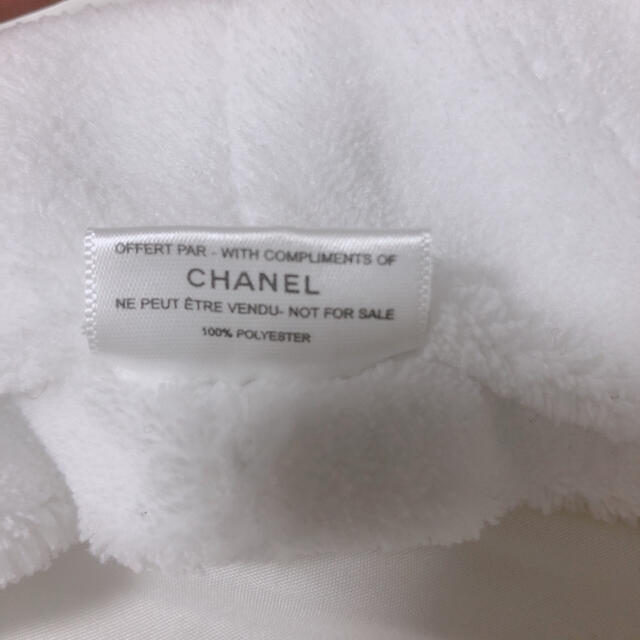 OFFERT PAR - WITH COMPLIMENTS OF
CHANEL
NE PEUT ÊTRE VENDU- NOT FOR SALE
100% POLYESTER